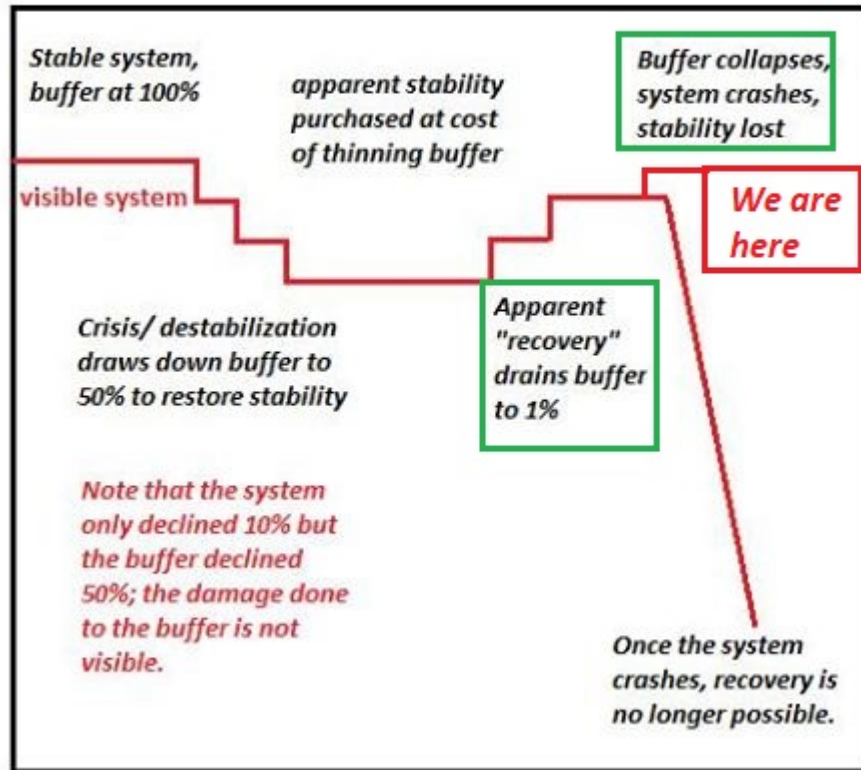 Stable system,
buffer at 100%
apparent stability
purchased at cost
of thinning buffer
Buffer collapses,
system crashes,
stability lost
visible system
We are
here
Crisis/ destabilization
draws down buffer to
50% to restore stability
Apparent
"recovery"
drains buffer
to 1%
Note that the system
only declined 10% but
the buffer declined
50%; the damage done
to the buffer is not
visible.
Once the system
crashes, recovery is
no longer possible.